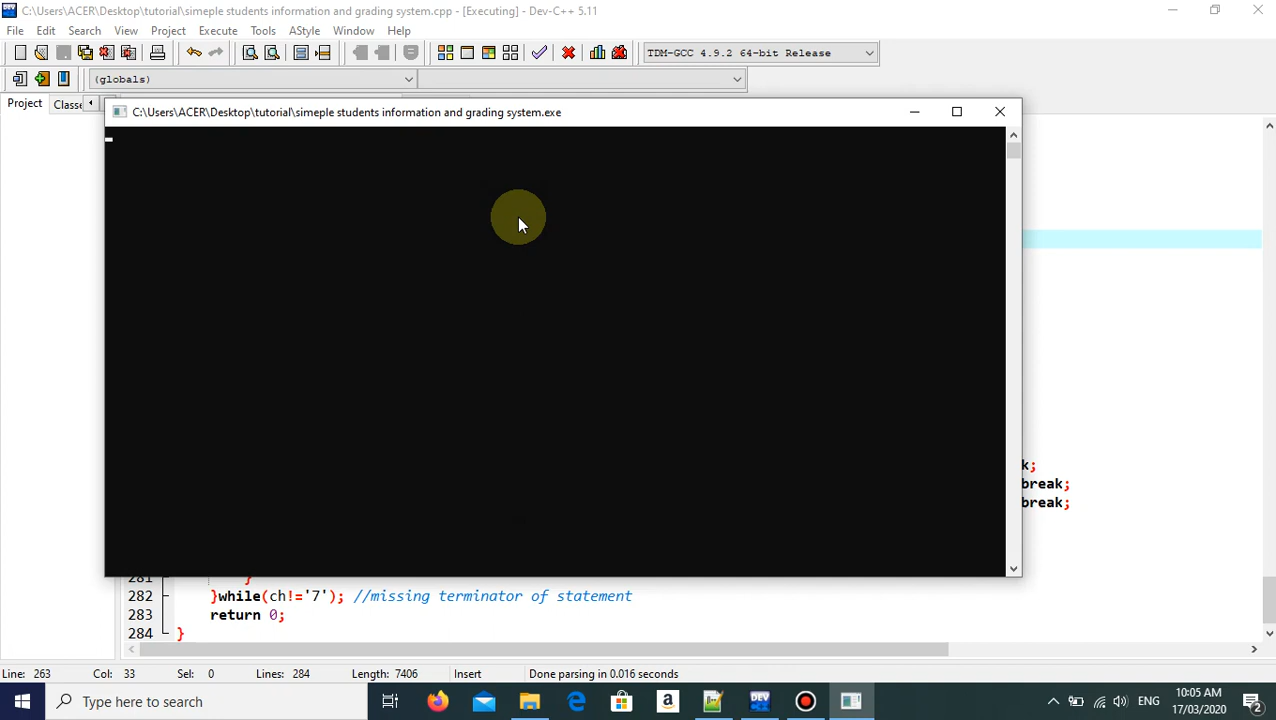 C:\Users\ACER\Desktop\tutorial\simeple students information and grading system.cpp - [Executing] - Dev-C++ 5.11
File Edit Search View Project Execute Tools AStyle Window Help
TDM-GCC 4.9.2 64-bit Release
(globals)
Project Classe
C:\Users\ACER\Desktop\tutorial\simeple students information and grading system.exe
k;
break;
break;
281 }
282 }while(ch!='7'); //missing terminator of statement
283 return 0;
284 }
Line: 263 Col: 33 Sel: 0 Lines: 284 Length: 7406 Insert Done parsing in 0.016 seconds
Type here to search
DEV
ENG
10:05 AM
17/03/2020
2